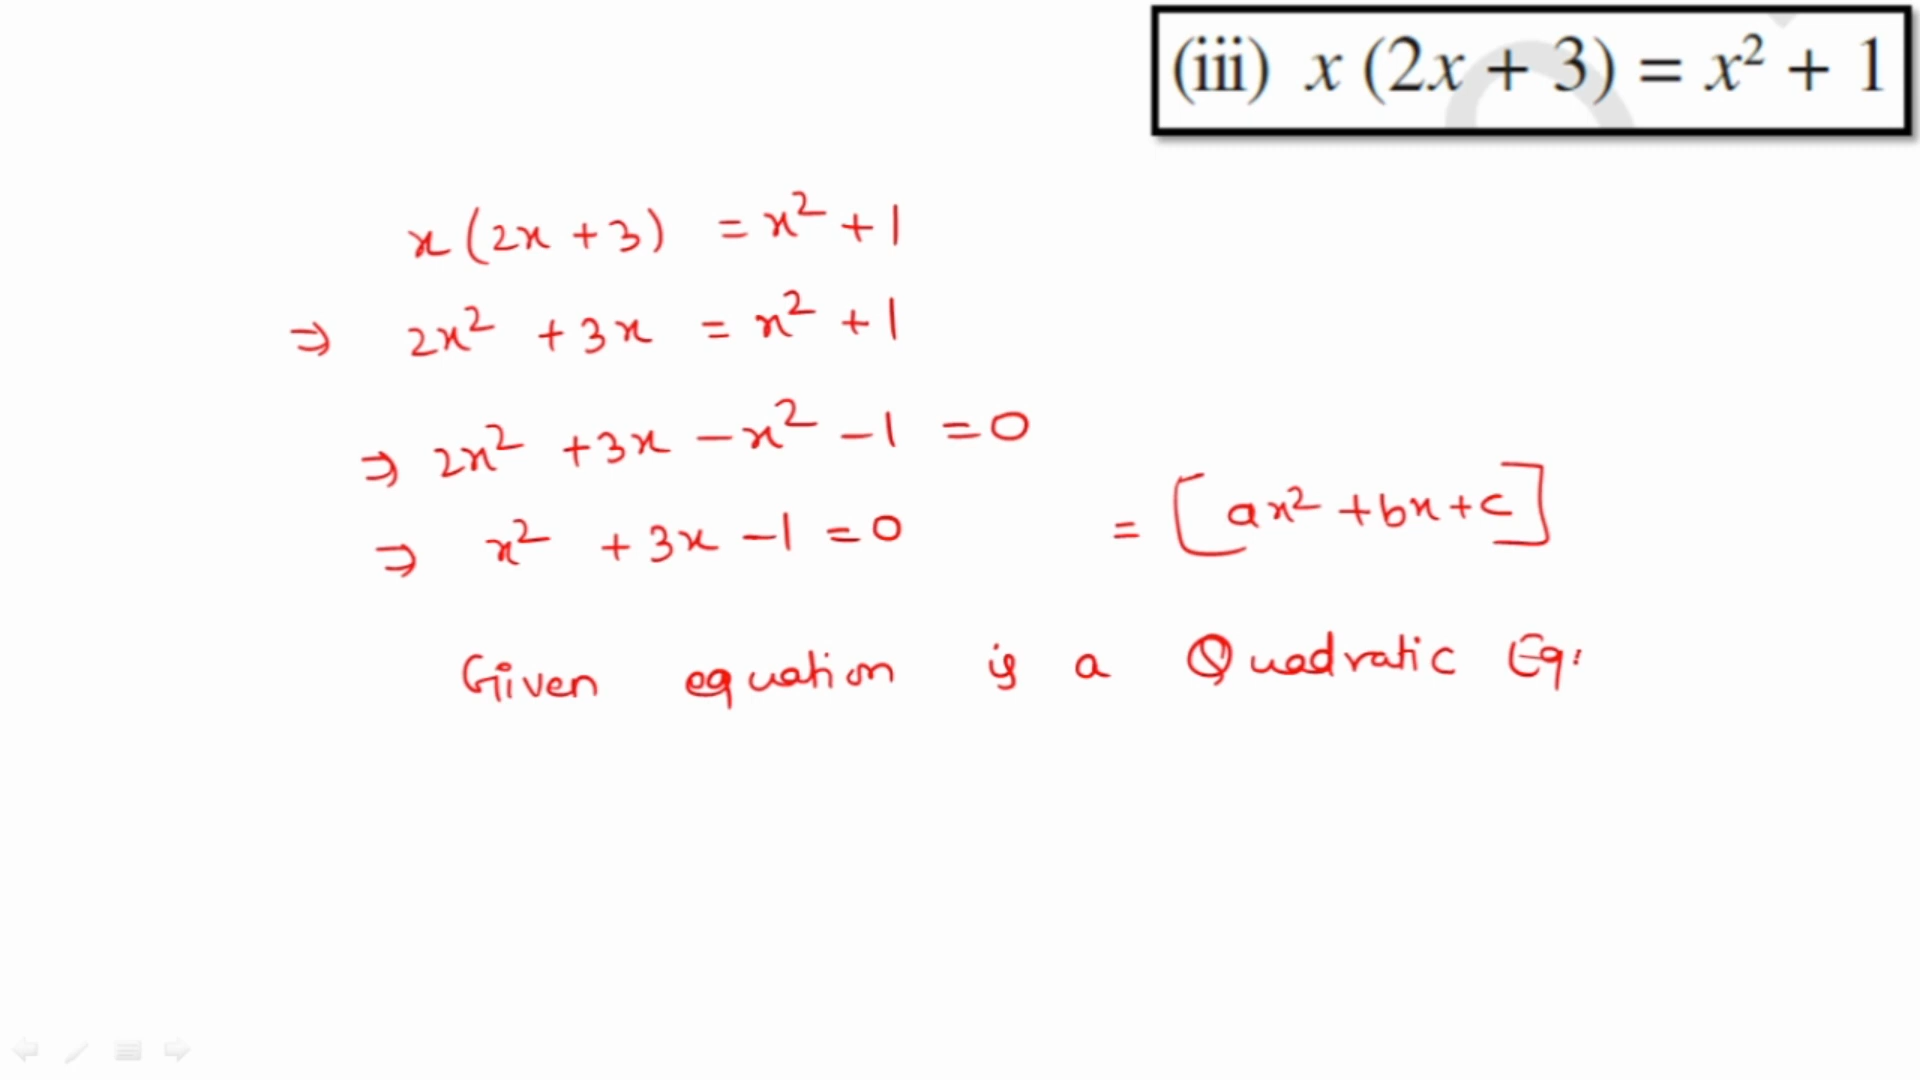 (iii) x (2x + 3) = x² + 1
x(2x + 3) = x² + 1
⇒ 2x² + 3x = x² + 1
⇒ 2x² + 3x - x² - 1 = 0
⇒ x² + 3x - 1 = 0 = [ax² + bx + c]
Given equation is a Quadratic Eq.